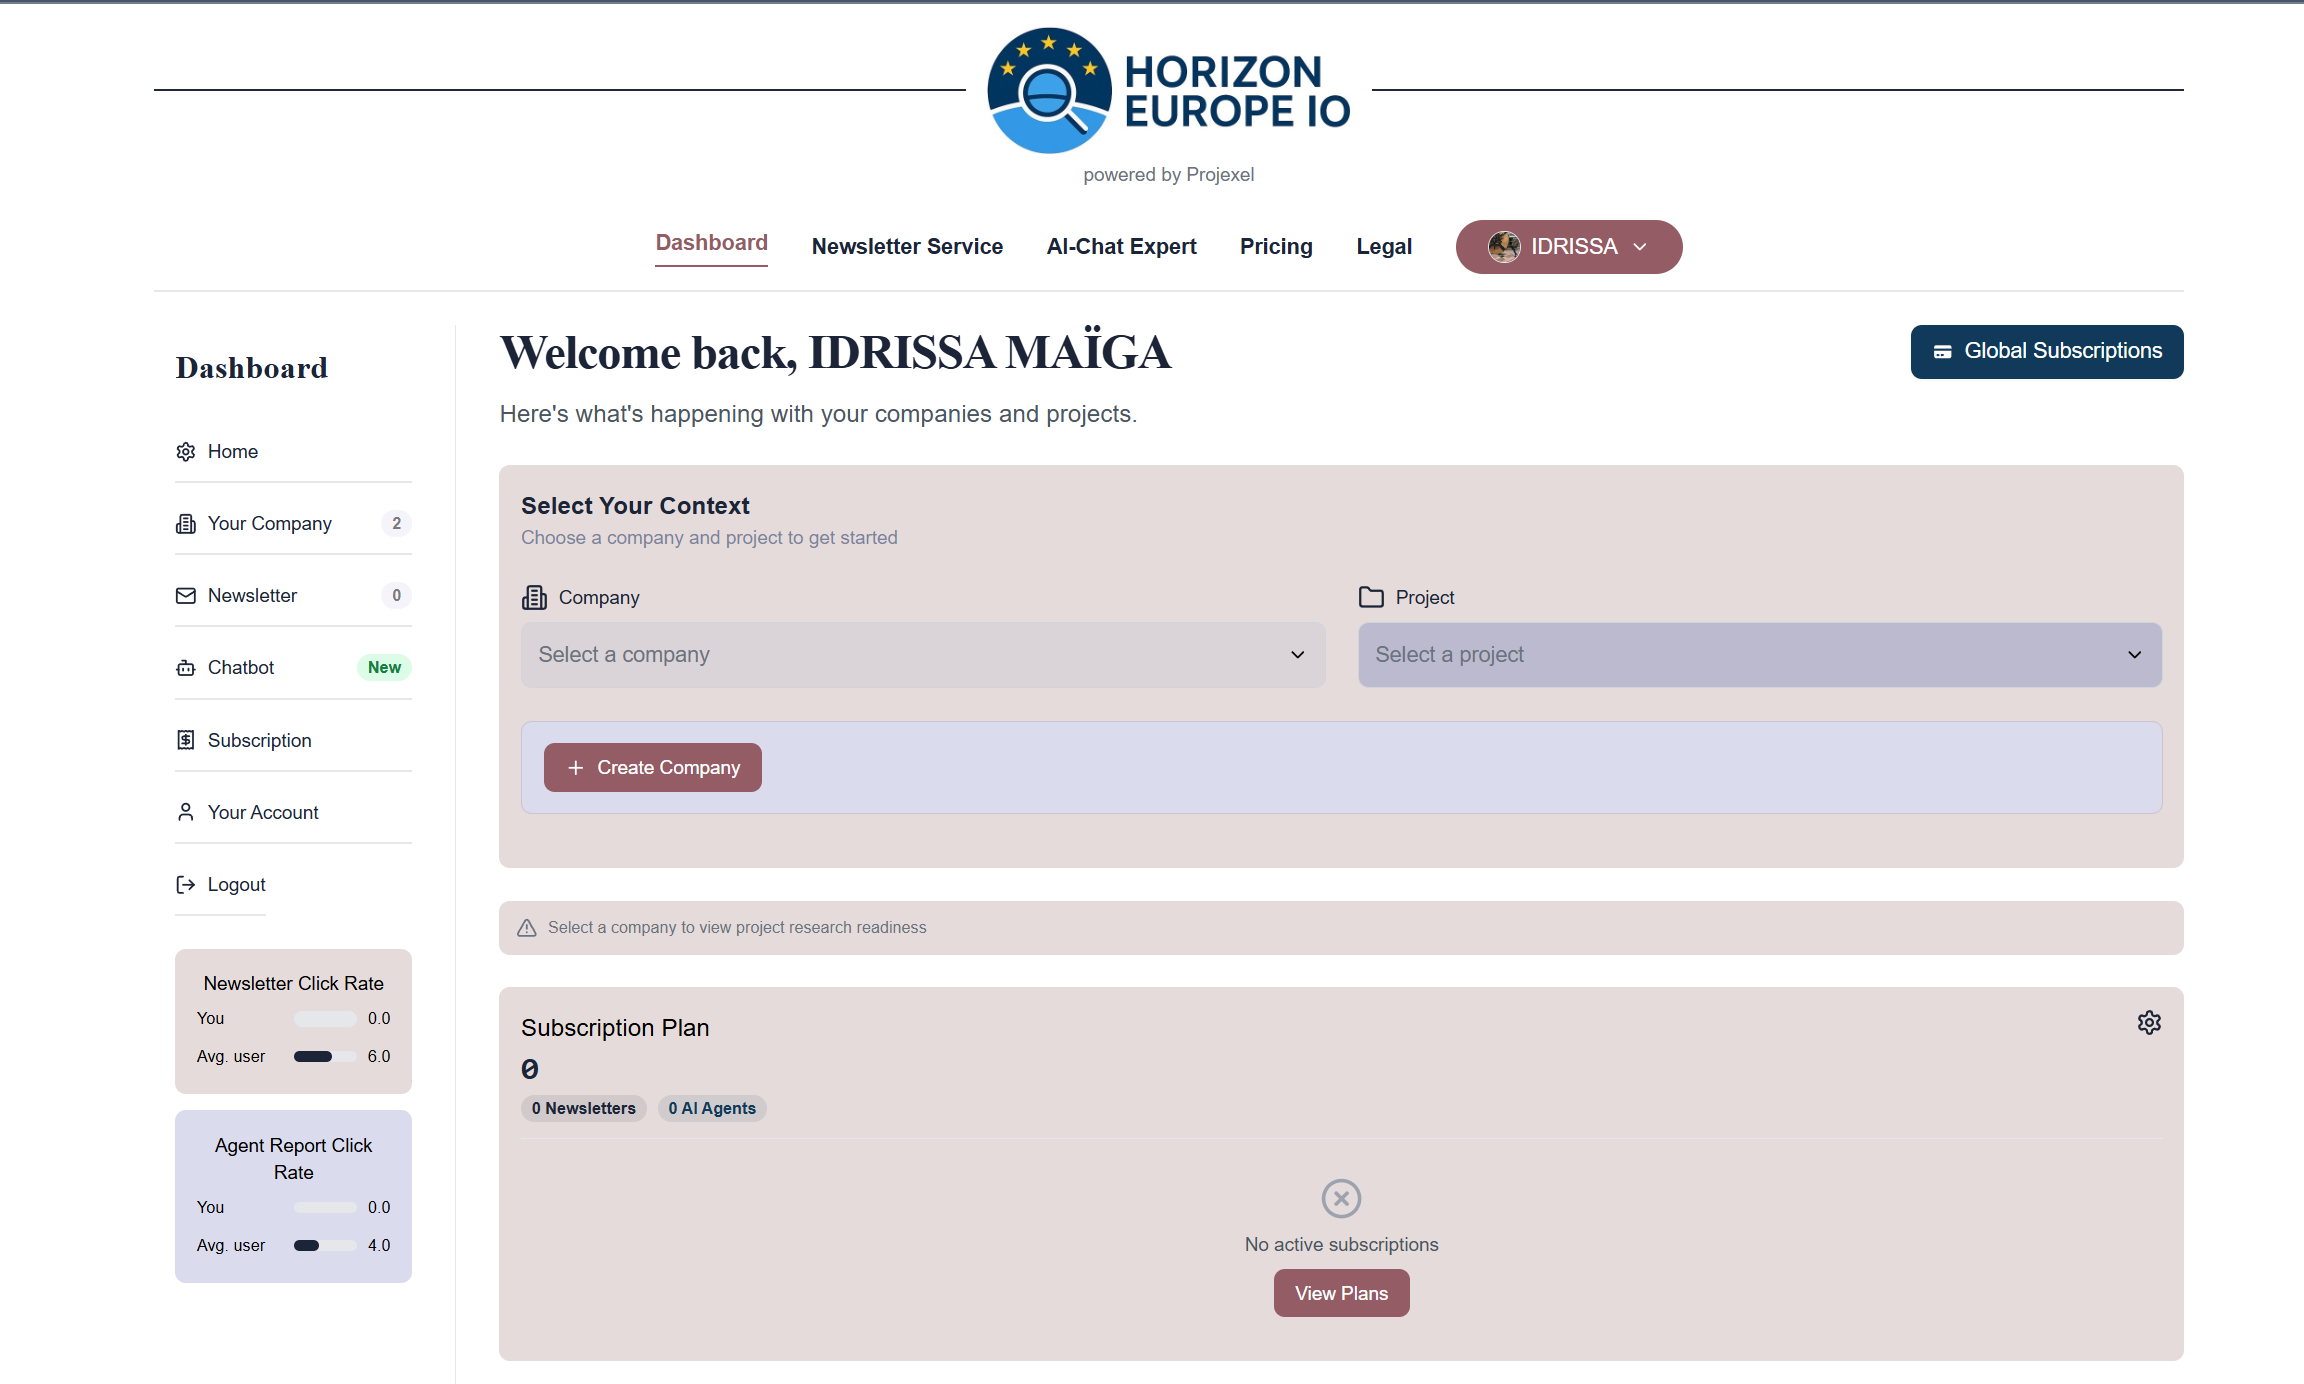 HORIZON
EUROPE IO
powered by Projexel
Dashboard
Newsletter Service
AI-Chat Expert
Pricing
Legal
IDRISSA
Dashboard
Home
Your Company
2
Newsletter
0
Chatbot
New
Subscription
Your Account
Logout
Newsletter Click Rate
You
0.0
Avg. user
6.0
Agent Report Click
Rate
You
0.0
Avg. user
4.0
Welcome back, IDRISSA MAÏGA
Global Subscriptions
Here's what's happening with your companies and projects.
Select Your Context
Choose a company and project to get started
Company
Project
Select a company
Select a project
Create Company
Select a company to view project research readiness
Subscription Plan
0
0 Newsletters
0 AI Agents
No active subscriptions
View Plans